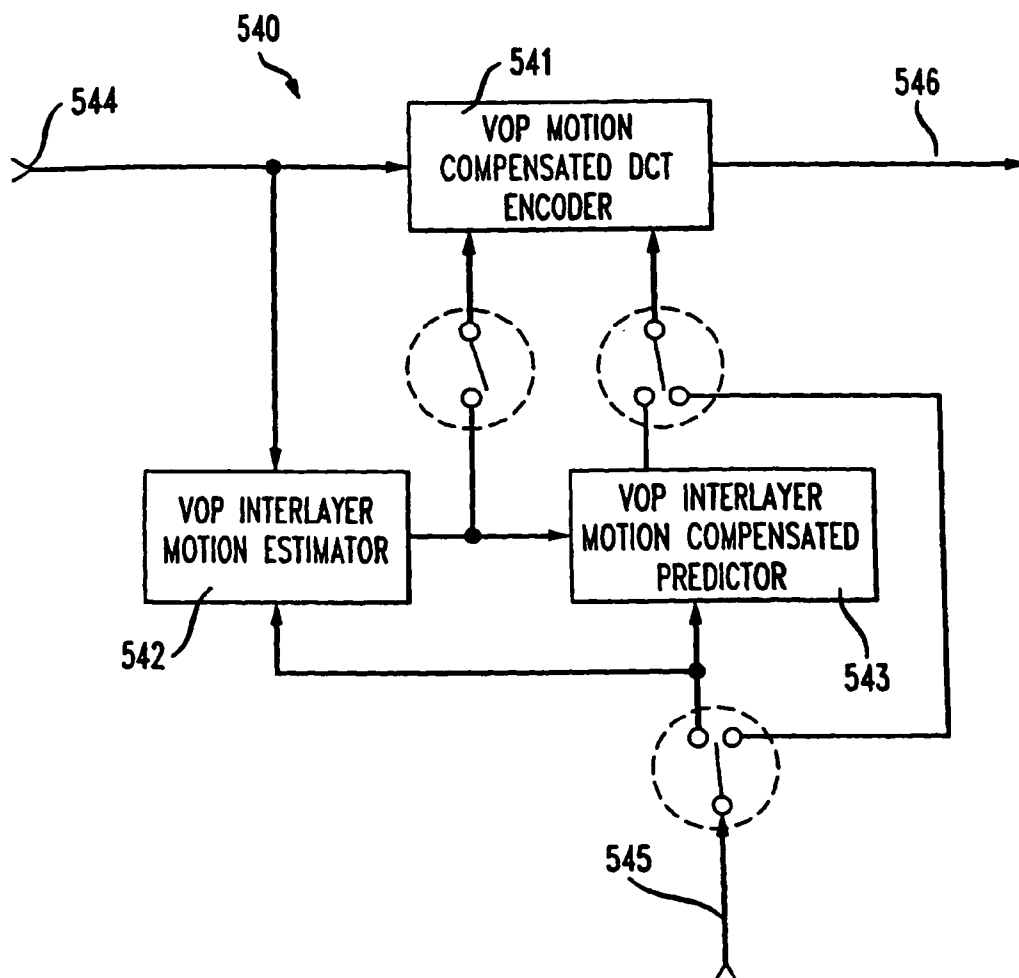 540
541
546
544
VOP MOTION
COMPENSATED DCT
ENCODER
VOP INTERLAYER
MOTION ESTIMATOR
VOP INTERLAYER
MOTION COMPENSATED
PREDICTOR
542
543
545